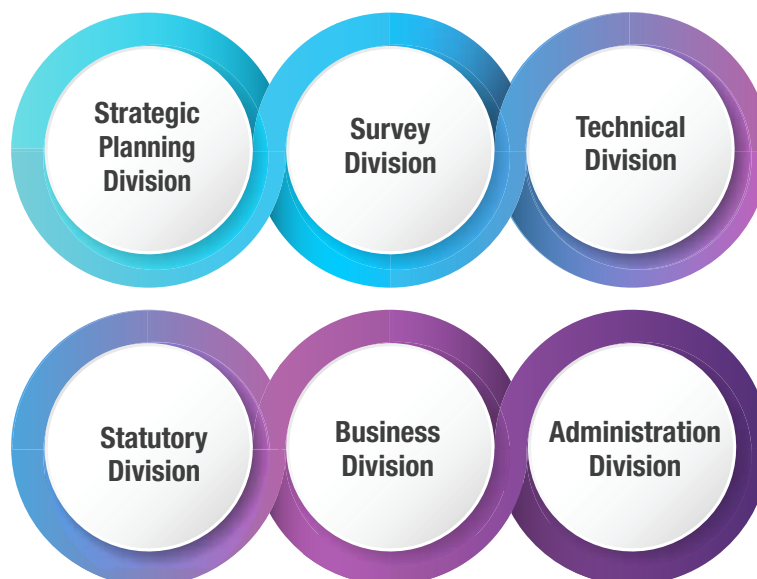 Strategic
Planning
Division
Survey
Division
Technical
Division
Statutory
Division
Business
Division
Administration
Division